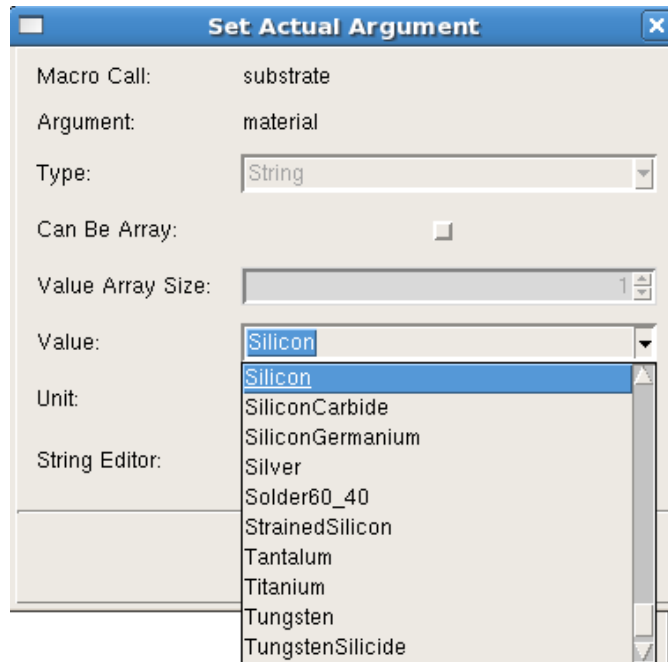 Set Actual Argument
Macro Call: substrate
Argument: material
Type: String
Can Be Array:
Value Array Size: 1
Value: Silicon
Silicon
Unit:
SiliconCarbide
SiliconGermanium
String Editor:
Silver
Solder60_40
StrainedSilicon
Tantalum
Titanium
Tungsten
TungstenSilicide